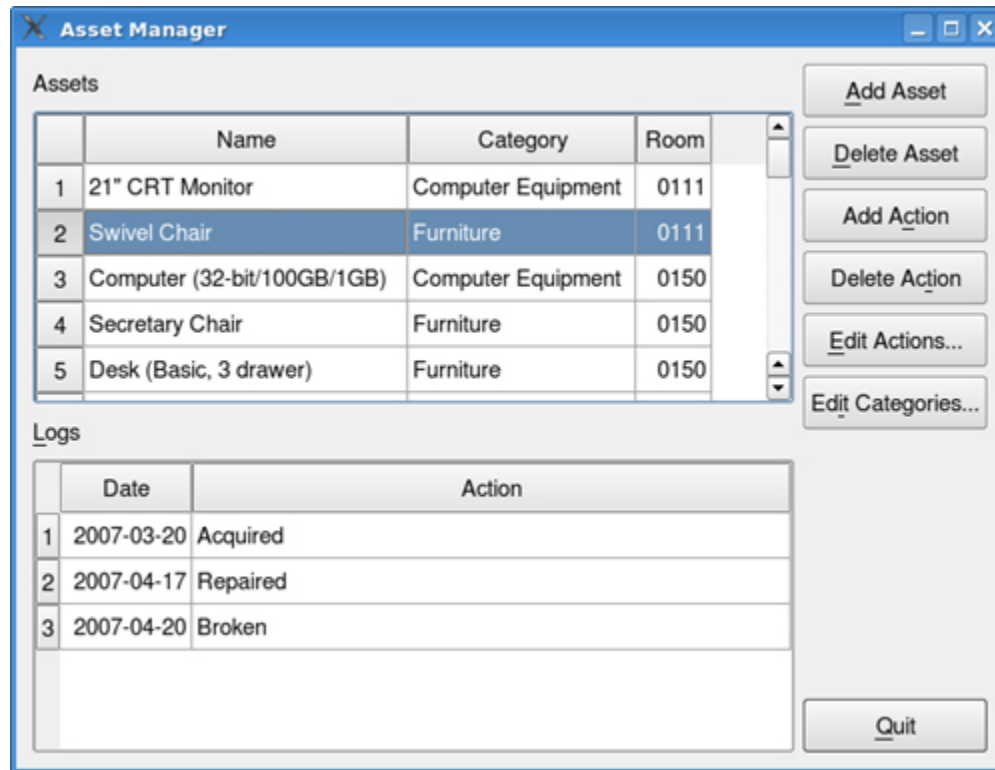 Asset Manager
Assets
Add Asset
Name Category Room
Delete Asset
1 21" CRT Monitor Computer Equipment 0111
Add Action
2 Swivel Chair Furniture 0111
3 Computer (32-bit/100GB/1GB) Computer Equipment 0150
Delete Action
4 Secretary Chair Furniture 0150
Edit Actions...
5 Desk (Basic, 3 drawer) Furniture 0150
Edit Categories...
Logs
Date Action
1 2007-03-20 Acquired
2 2007-04-17 Repaired
3 2007-04-20 Broken
Quit